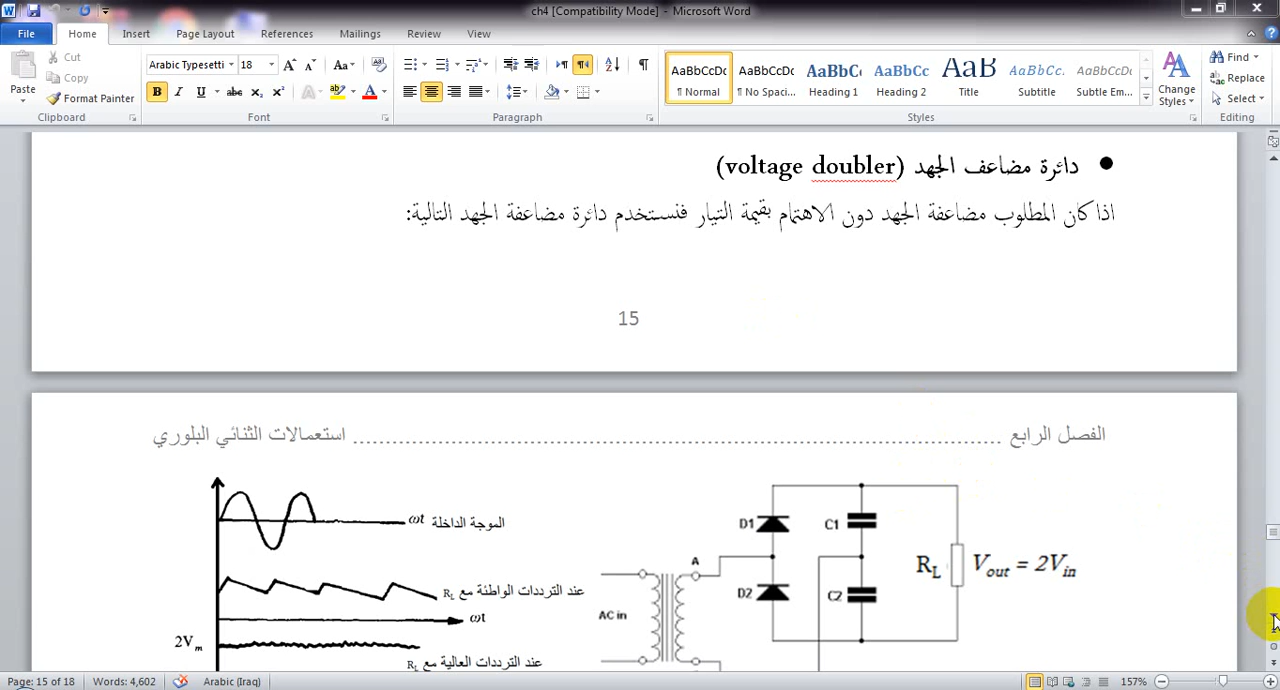 ch4 [Compatibility Mode] - Microsoft Word
File Home Insert Page Layout References Mailings Review View
Paste
Cut
Copy
Format Painter
Clipboard
Arabic Typesetti 18
Font
Paragraph
AaBbCcDc AaBbCcDc AaBbC AaBbCc AaB AaBbCc. AaBbCcDc
¶ Normal ¶ No Spaci... Heading 1 Heading 2 Title Subtitle Subtle Em...
Change Styles
Styles
Find
Replace
Select
Editing
● دائرة مضاعف الجهد (voltage doubler)
اذا كان المطلوب مضاعفة الجهد دون الاهتمام بقيمة التيار فنستخدم دائرة مضاعفة الجهد التالية:
15
الفصل الرابع ........................................................................................ استعمالات الثنائي البلوري
ωt الموجة الداخلة
عند الترددات الواطئة مع RL
ωt
2Vm
عند الترددات العالية مع RL
D1
C1
A
D2
C2
AC in
RL
Vout = 2Vin
Page: 15 of 18 Words: 4,602 Arabic (Iraq) 157%